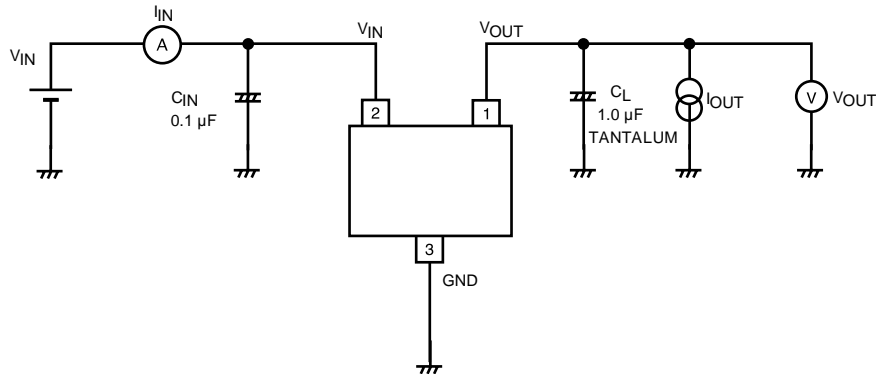 IIN
A
VIN
VIN
VOUT
CIN
0.1 µF
CL
1.0 µF
TANTALUM
IOUT
V
VOUT
2
1
3
GND